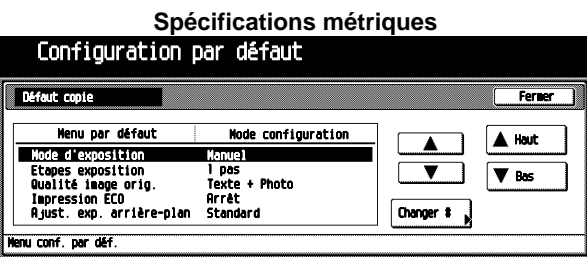 Spécifications métriques
Configuration par défaut
Défaut copie
Fermer
Menu par défaut Mode configuration
Mode d'exposition Manuel
Etapes exposition 1 pas
Qualité image orig. Texte + Photo
Impression ECO Arrêt
Ajust. exp. arrière-plan Standard
Haut
Bas
Changer #
Menu conf. par déf.